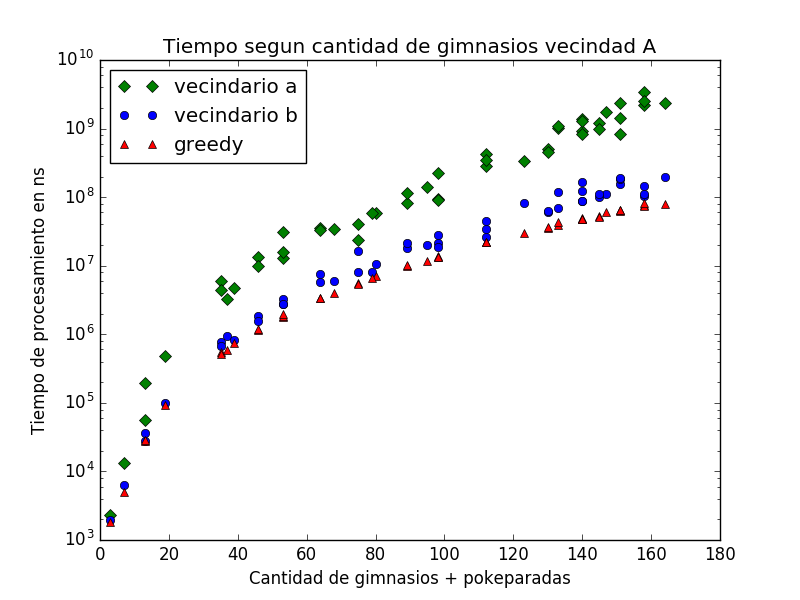 Tiempo segun cantidad de gimnasios vecindad A
10^10
10^9
10^8
10^7
10^6
10^5
10^4
10^3
Tiempo de procesamiento en ns
vecindario a
vecindario b
greedy
0 20 40 60 80 100 120 140 160 180
Cantidad de gimnasios + pokeparadas